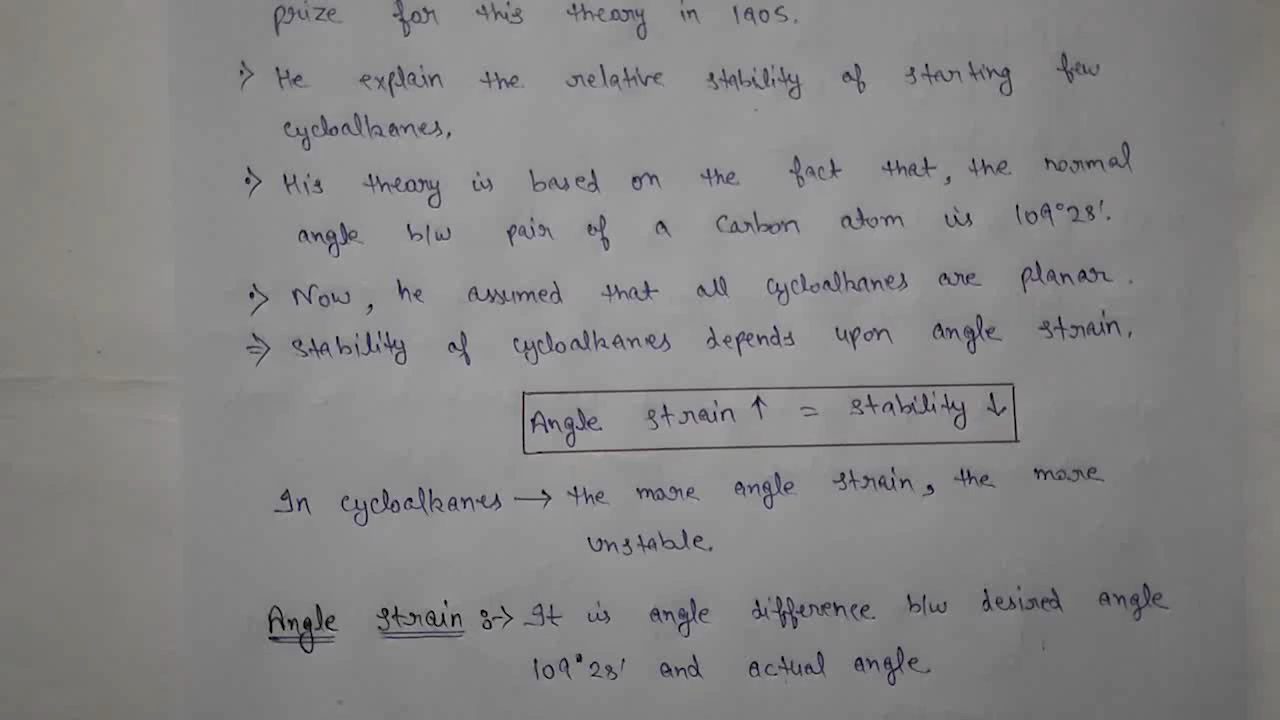 prize for this theory in 1905.
:> He explain the relative stability of starting few
cycloalkanes.
:> His theory is based on the fact that, the normal
angle b/w pair of a carbon atom is 109°28'.
:> Now, he assumed that all cycloalkanes are planar.
=> stability of cycloalkanes depends upon angle strain.
Angle strain ↑ = stability ↓
In cycloalkanes → the more angle strain, the more
unstable.
Angle strain :-> It is angle difference b/w desired angle
109°28' and actual angle